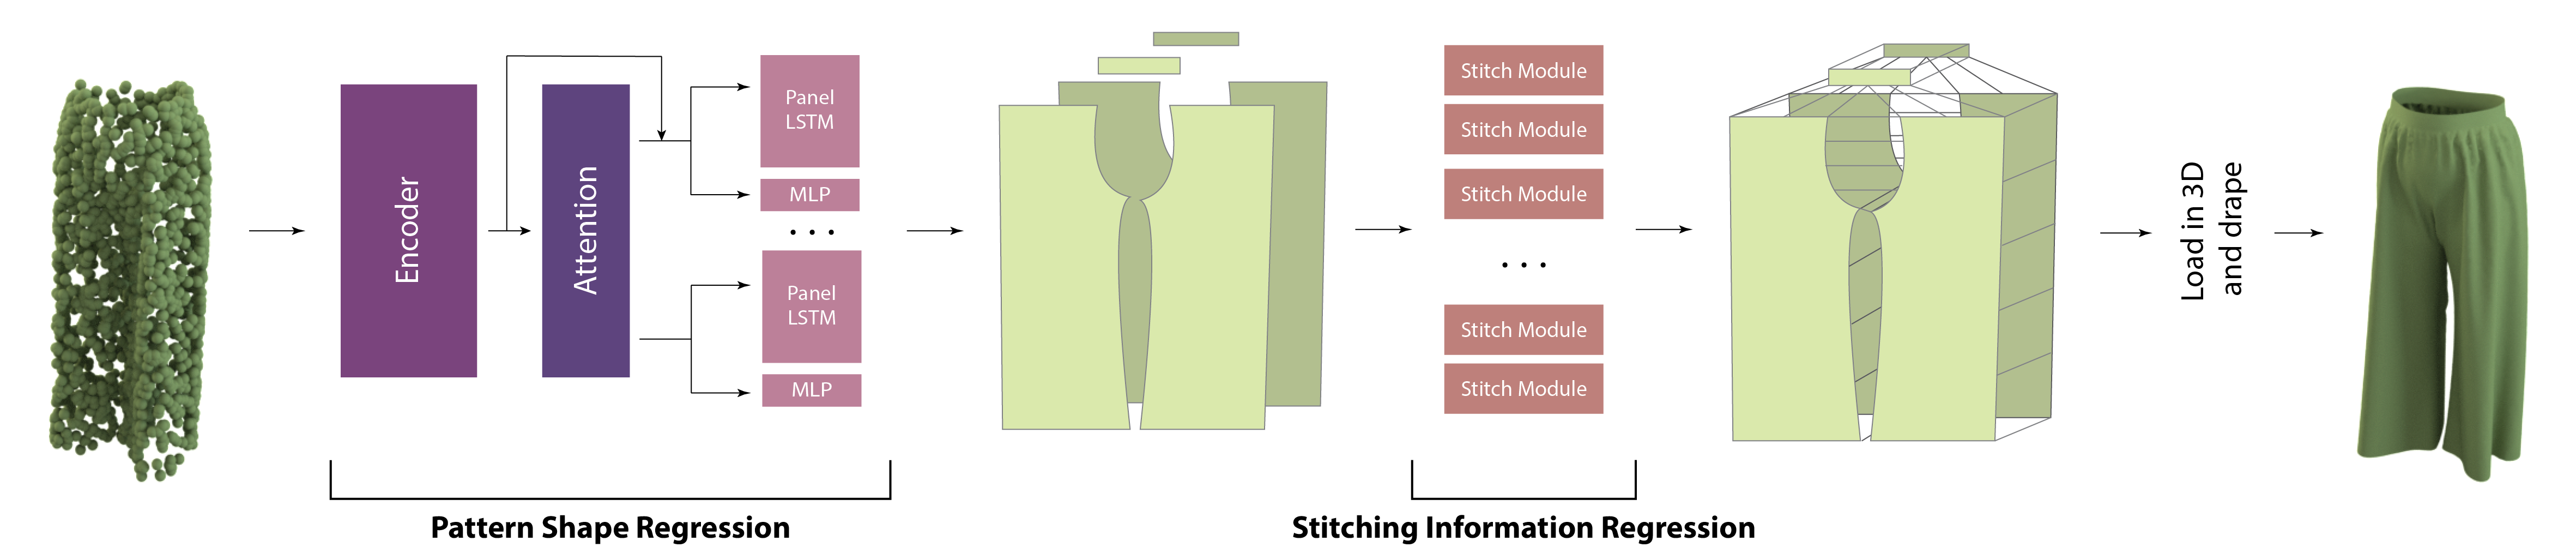 Encoder
Attention
Panel
LSTM
MLP
. . .
Panel
LSTM
MLP
Stitch Module
Stitch Module
Stitch Module
. . .
Stitch Module
Stitch Module
Load in 3D
and drape
Pattern Shape Regression
Stitching Information Regression